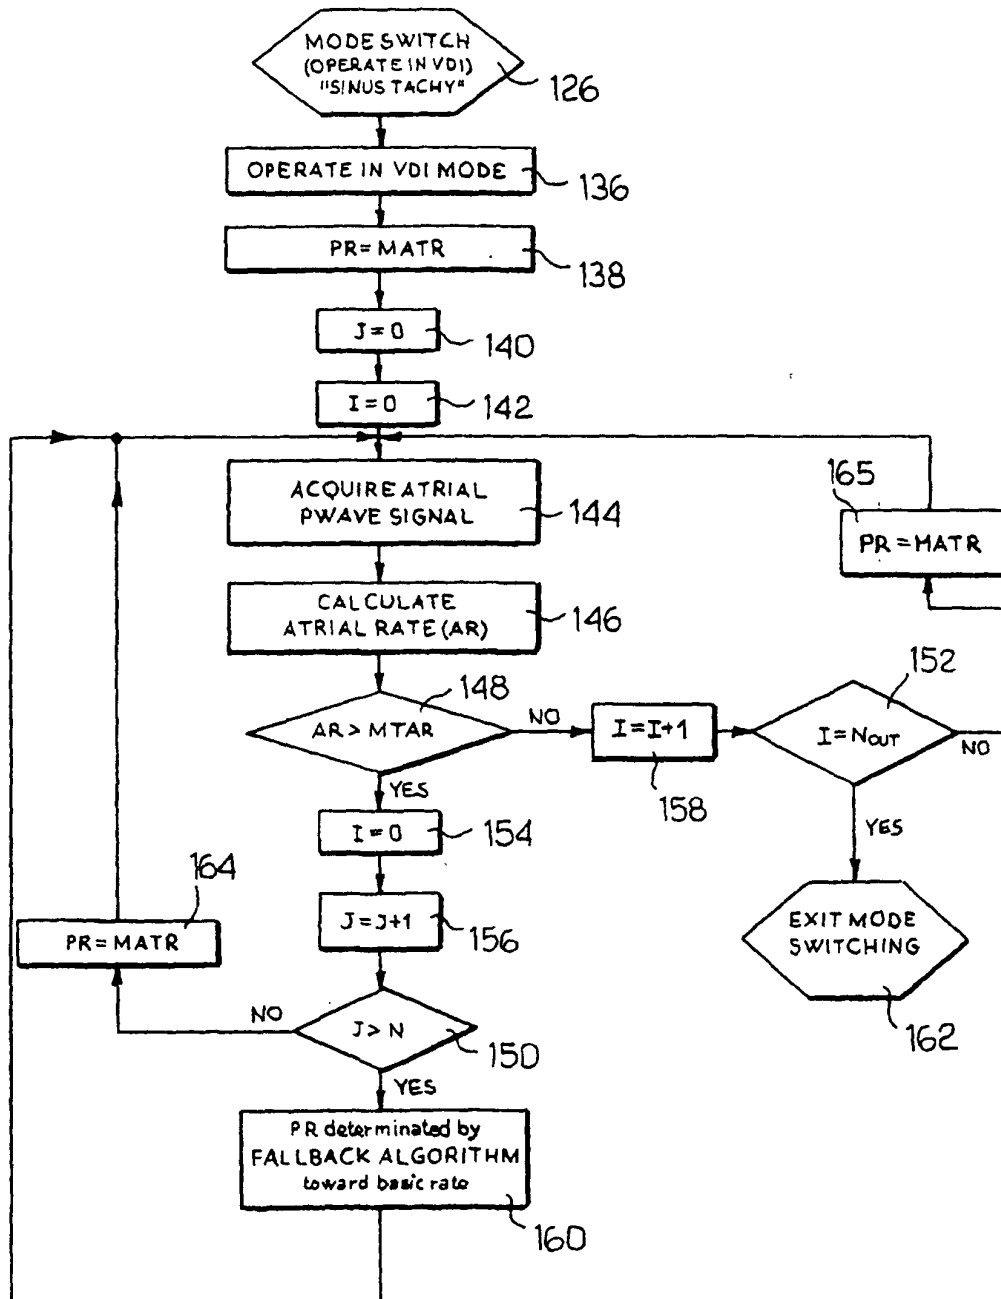 MODE SWITCH
(OPERATE IN VDI)
"SINUS TACHY"
126
OPERATE IN VDI MODE
136
PR=MATR
138
J=0
140
I=0
142
ACQUIRE ATRIAL
PWAVE SIGNAL
144
165
PR=MATR
CALCULATE
ATRIAL RATE (AR)
146
148
AR>MTAR
NO
I=I+1
158
152
I=NOUT
NO
YES
YES
I=0
154
164
PR=MATR
J=J+1
156
EXIT MODE
SWITCHING
162
NO
J>N
150
YES
PR determinated by
FALLBACK ALGORITHM
toward basic rate
160